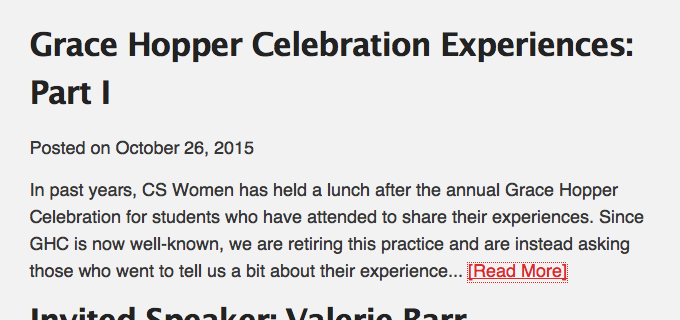 Grace Hopper Celebration Experiences:
Part I
Posted on October 26, 2015
In past years, CS Women has held a lunch after the annual Grace Hopper
Celebration for students who have attended to share their experiences. Since
GHC is now well-known, we are retiring this practice and are instead asking
those who went to tell us a bit about their experience... [Read More]
Invited Speaker: Valerie Barr